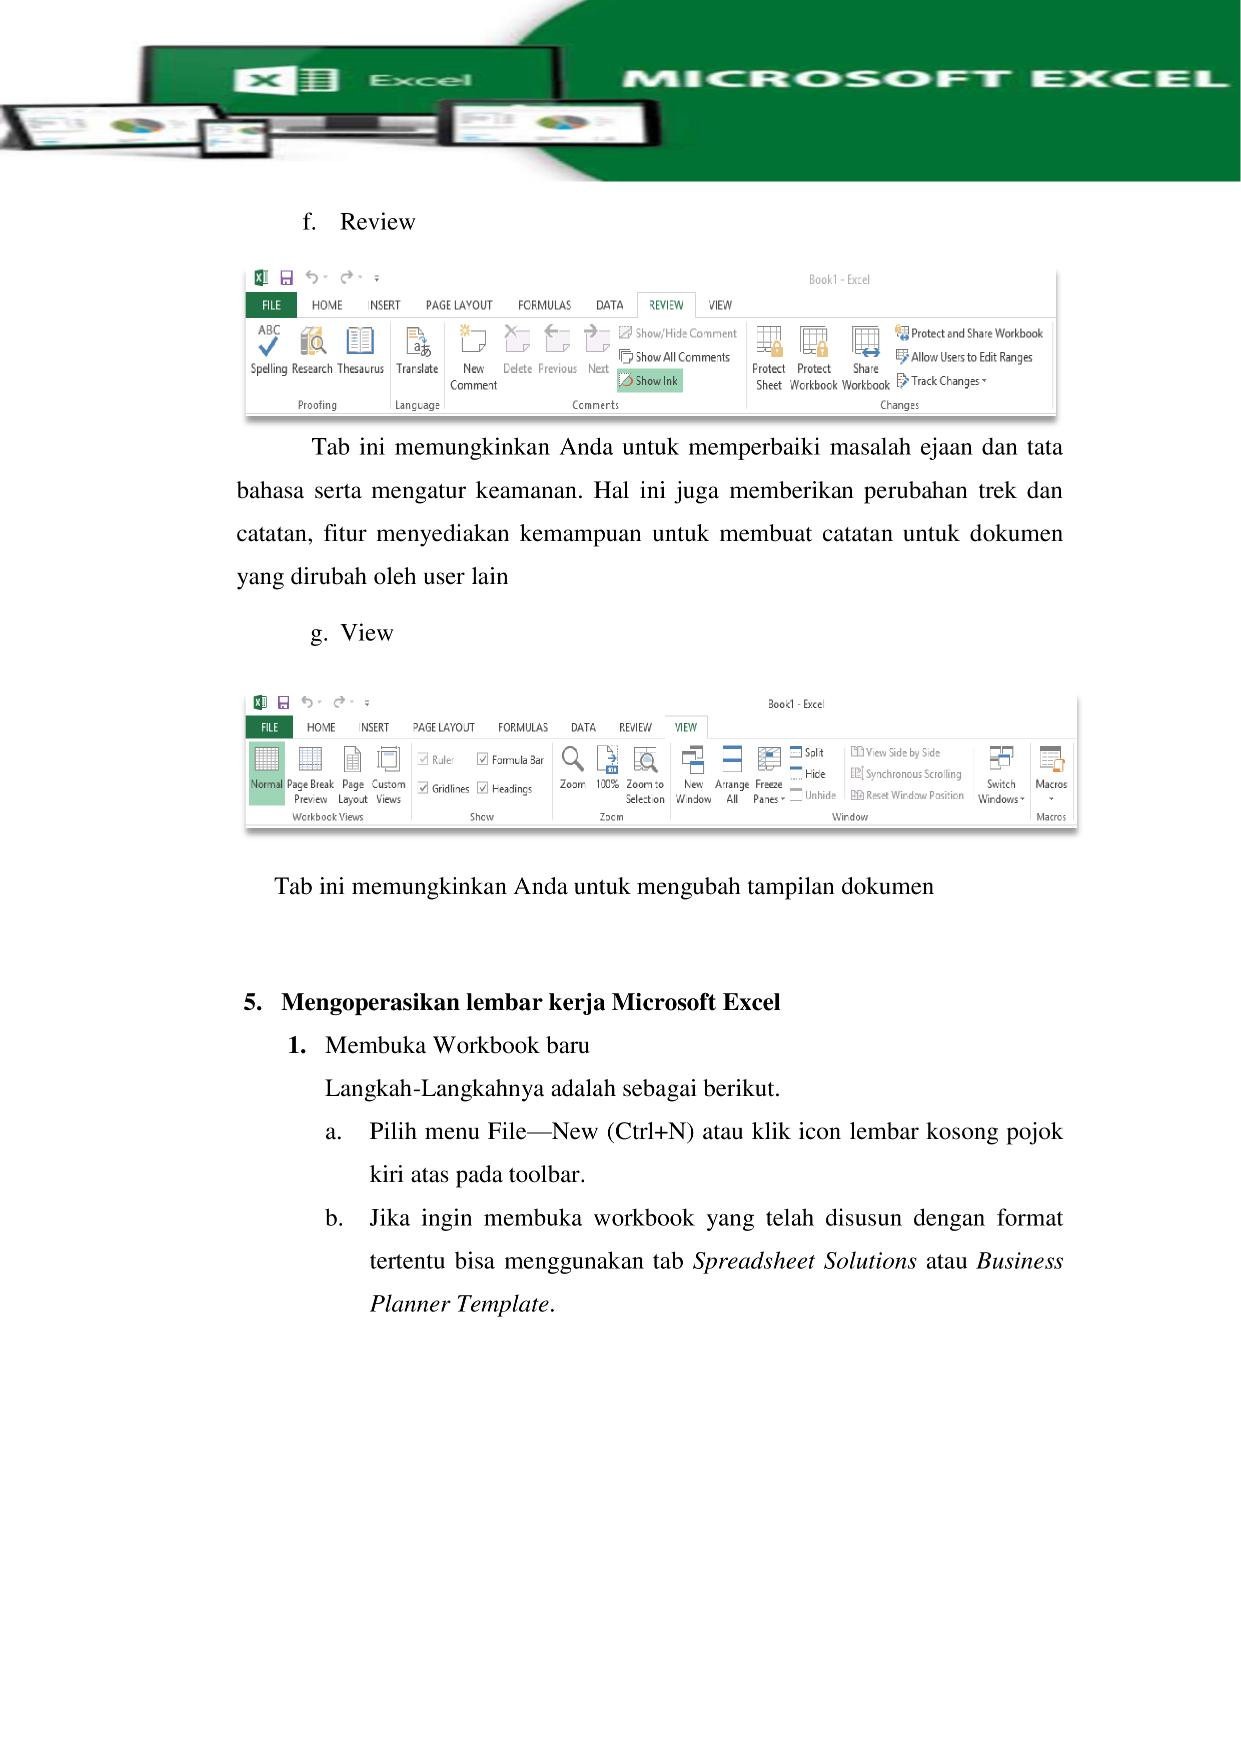 Excel
MICROSOFT EXCEL
f. Review
Book1 - Excel
FILE HOME INSERT PAGE LAYOUT FORMULAS DATA REVIEW VIEW
ABC
Spelling Research Thesaurus Translate New Comment Delete Previous Next Show/Hide Comment Show All Comments Show Ink Protect Sheet Protect Workbook Share Workbook Protect and Share Workbook Allow Users to Edit Ranges Track Changes
Proofing Language Comments Changes
Tab ini memungkinkan Anda untuk memperbaiki masalah ejaan dan tata
bahasa serta mengatur keamanan. Hal ini juga memberikan perubahan trek dan
catatan, fitur menyediakan kemampuan untuk membuat catatan untuk dokumen
yang dirubah oleh user lain
g. View
Book1 - Excel
FILE HOME INSERT PAGE LAYOUT FORMULAS DATA REVIEW VIEW
Normal Page Break Preview Page Layout Custom Views Ruler Formula Bar Gridlines Headings Zoom 100% Zoom to Selection New Window Arrange All Freeze Panes Split Hide Unhide View Side by Side Synchronous Scrolling Reset Window Position Switch Windows Macros
Workbook Views Show Zoom Window Macros
Tab ini memungkinkan Anda untuk mengubah tampilan dokumen
5. Mengoperasikan lembar kerja Microsoft Excel
1. Membuka Workbook baru
Langkah-Langkahnya adalah sebagai berikut.
a. Pilih menu File—New (Ctrl+N) atau klik icon lembar kosong pojok
kiri atas pada toolbar.
b. Jika ingin membuka workbook yang telah disusun dengan format
tertentu bisa menggunakan tab Spreadsheet Solutions atau Business
Planner Template.